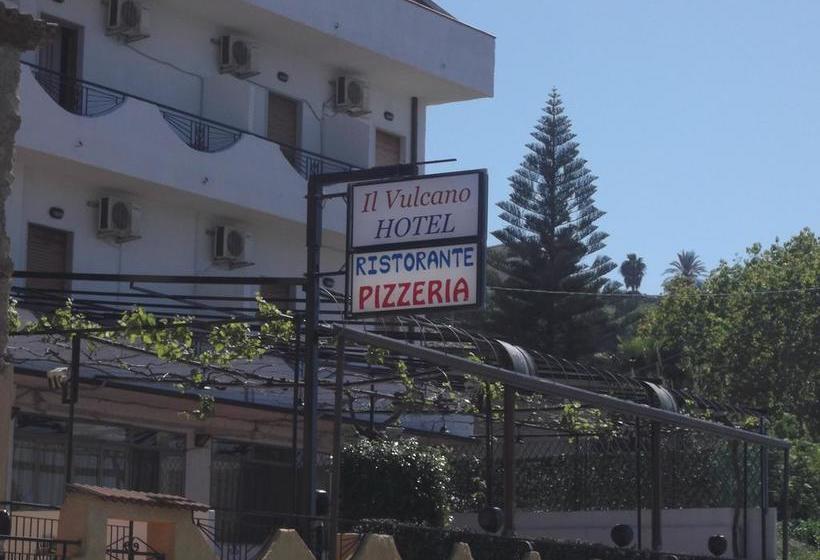 Il Vulcano
HOTEL
RISTORANTE
PIZZERIA